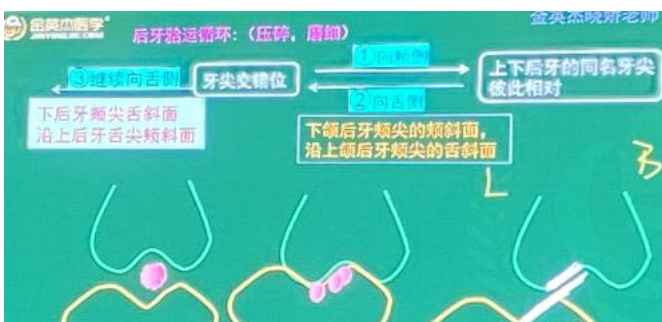 金英杰医学
JINYINGJIE.COM
金英杰晓娇老师
后牙𬌗运循环：（压碎，磨细）
①向颊侧
③继续向舌侧
牙尖交错位
②向舌侧
上下后牙的同名牙尖
彼此相对
下后牙颊尖舌斜面
沿上后牙舌尖颊斜面
下颌后牙颊尖的颊斜面，
沿上颌后牙颊尖的舌斜面
L
B